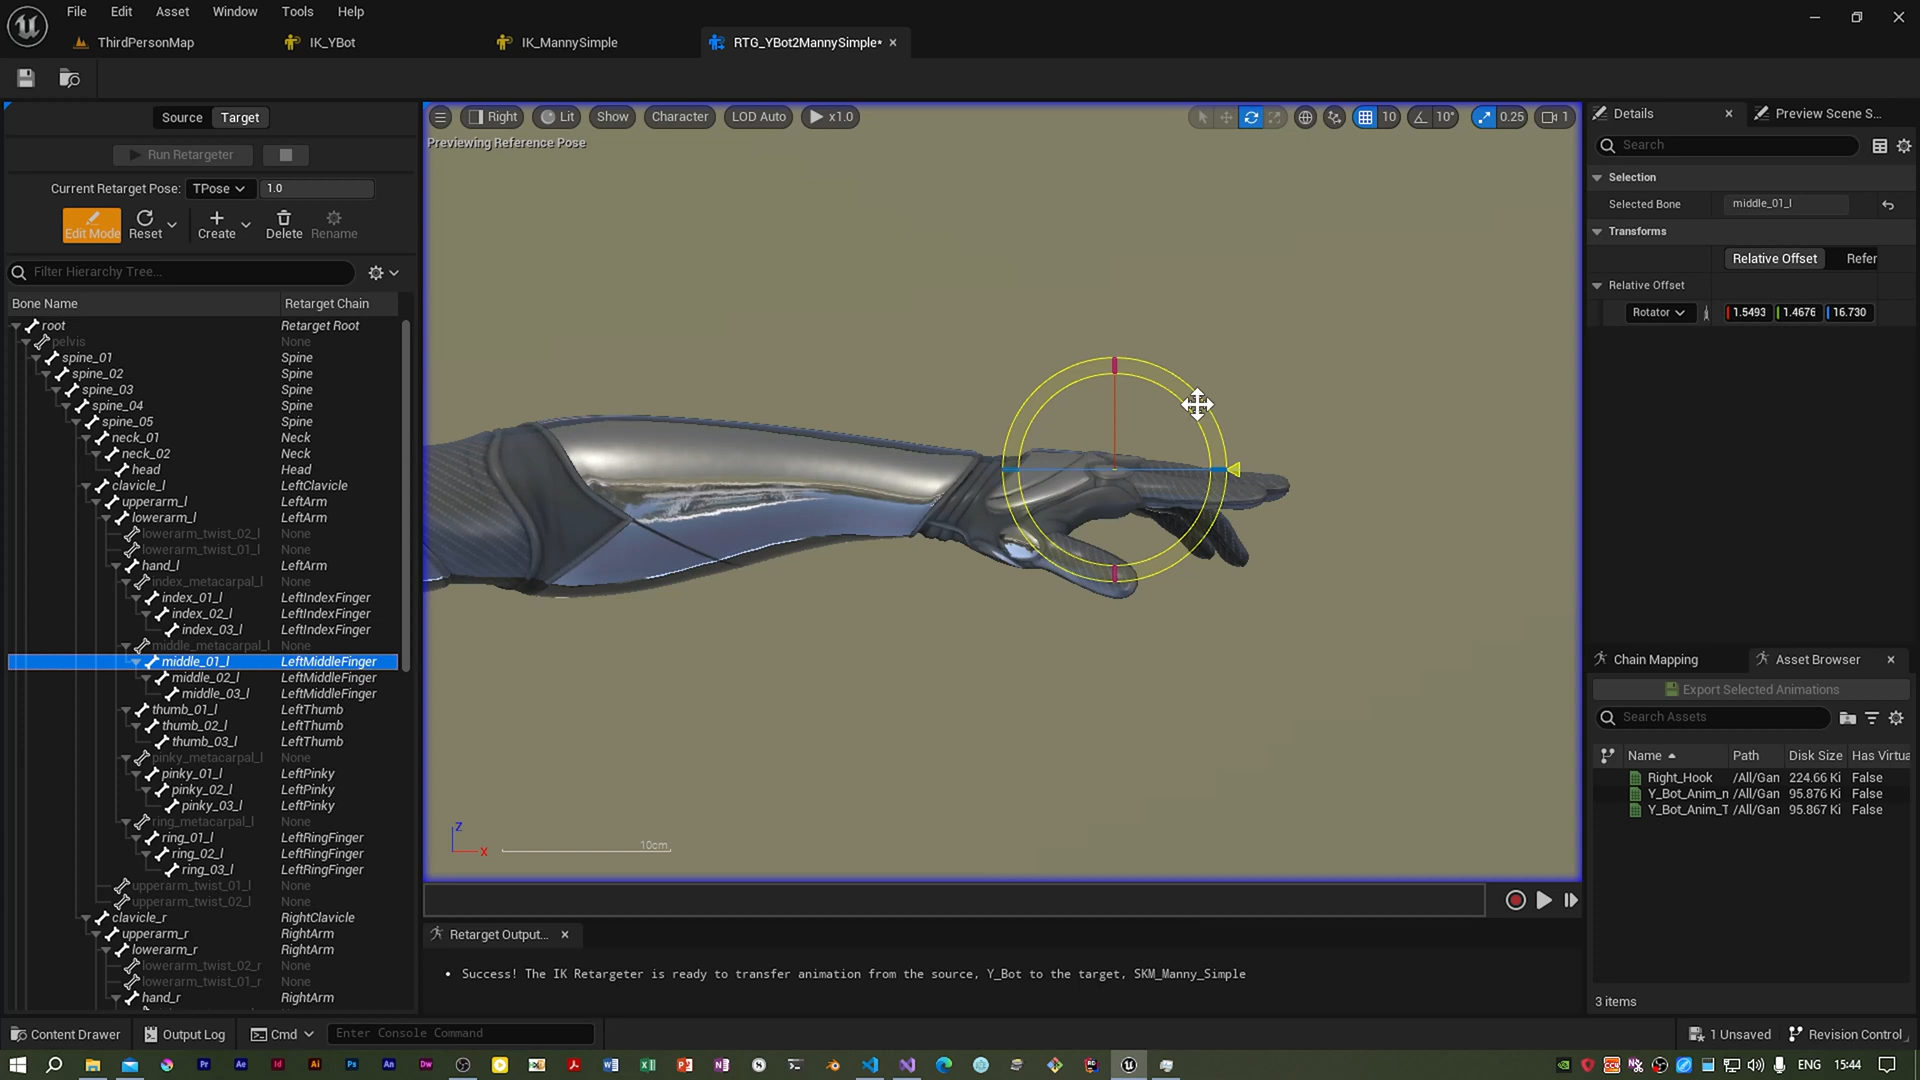 File Edit Asset Window Tools Help
ThirdPersonMap IK_YBot IK_MannySimple RTG_YBot2MannySimple*
Source Target
Run Retargeter
Current Retarget Pose: TPose 1.0
Edit Mode Reset Create Delete Rename
Filter Hierarchy Tree...
Bone Name Retarget Chain
root Retarget Root
pelvis None
spine_01 Spine
spine_02 Spine
spine_03 Spine
spine_04 Spine
spine_05 Spine
neck_01 Neck
neck_02 Neck
head Head
clavicle_l LeftClavicle
upperarm_l LeftArm
lowerarm_l LeftArm
lowerarm_twist_02_l None
lowerarm_twist_01_l None
hand_l LeftArm
index_metacarpal_l None
index_01_l LeftIndexFinger
index_02_l LeftIndexFinger
index_03_l LeftIndexFinger
middle_metacarpal_l None
middle_01_l LeftMiddleFinger
middle_02_l LeftMiddleFinger
middle_03_l LeftMiddleFinger
thumb_01_l LeftThumb
thumb_02_l LeftThumb
thumb_03_l LeftThumb
pinky_metacarpal_l None
pinky_01_l LeftPinky
pinky_02_l LeftPinky
pinky_03_l LeftPinky
ring_metacarpal_l None
ring_01_l LeftRingFinger
ring_02_l LeftRingFinger
ring_03_l LeftRingFinger
upperarm_twist_01_l None
upperarm_twist_02_l None
clavicle_r RightClavicle
upperarm_r RightArm
lowerarm_r RightArm
lowerarm_twist_02_r None
lowerarm_twist_01_r None
hand_r RightArm
Right Lit Show Character LOD Auto x1.0 10 10° 0.25 1
Previewing Reference Pose
Z
X
10cm
Retarget Output...
• Success! The IK Retargeter is ready to transfer animation from the source, Y_Bot to the target, SKM_Manny_Simple
Details Preview Scene S...
Search
Selection
Selected Bone middle_01_l
Transforms
Relative Offset Refer
Relative Offset
Rotator 1.5493 1.4676 16.730
Chain Mapping Asset Browser
Export Selected Animations
Search Assets
Name Path Disk Size Has Virtua
Right_Hook /All/Gan 224.66 Ki False
Y_Bot_Anim_n /All/Gan 95.876 Ki False
Y_Bot_Anim_T /All/Gan 95.867 Ki False
3 items
Content Drawer Output Log Cmd Enter Console Command 1 Unsaved Revision Control
Pr Ae Id Ai Ps An Dw ENG 15:44